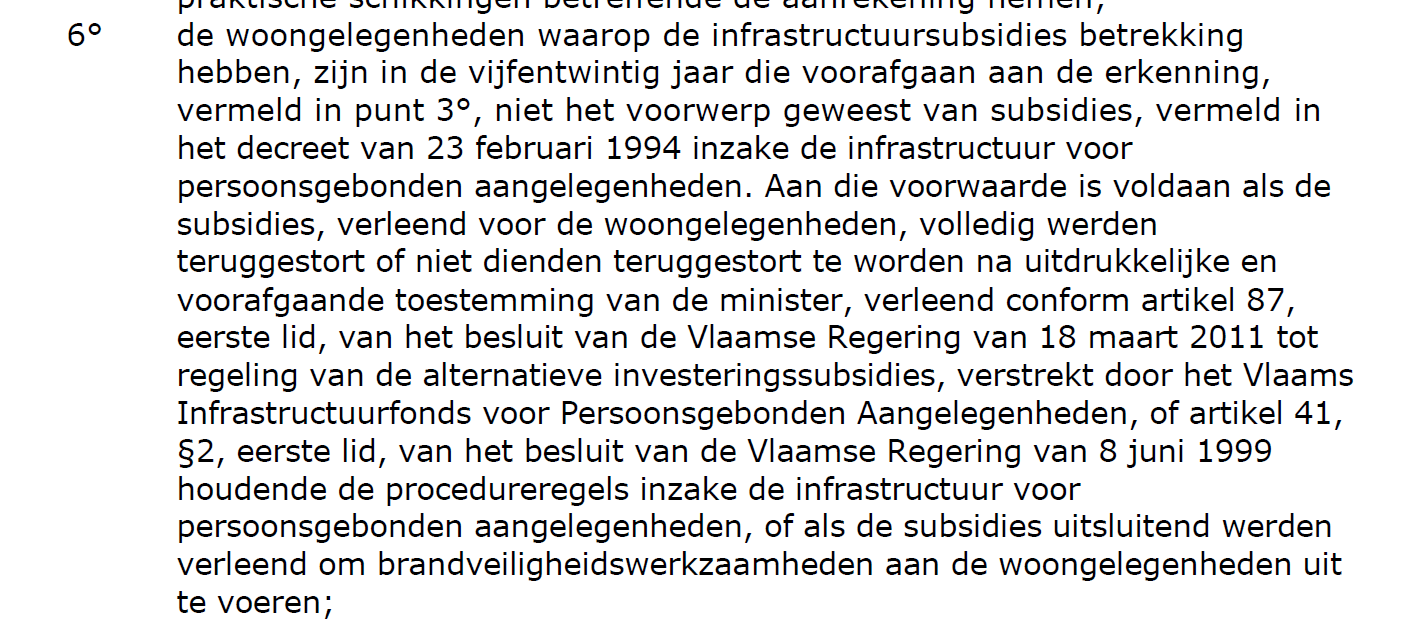 praktische schikkingen betreffende de aanrekening nemen;
6° de woongelegenheden waarop de infrastructuursubsidies betrekking
hebben, zijn in de vijfentwintig jaar die voorafgaan aan de erkenning,
vermeld in punt 3°, niet het voorwerp geweest van subsidies, vermeld in
het decreet van 23 februari 1994 inzake de infrastructuur voor
persoonsgebonden aangelegenheden. Aan die voorwaarde is voldaan als de
subsidies, verleend voor de woongelegenheden, volledig werden
teruggestort of niet dienden teruggestort te worden na uitdrukkelijke en
voorafgaande toestemming van de minister, verleend conform artikel 87,
eerste lid, van het besluit van de Vlaamse Regering van 18 maart 2011 tot
regeling van de alternatieve investeringssubsidies, verstrekt door het Vlaams
Infrastructuurfonds voor Persoonsgebonden Aangelegenheden, of artikel 41,
§2, eerste lid, van het besluit van de Vlaamse Regering van 8 juni 1999
houdende de procedureregels inzake de infrastructuur voor
persoonsgebonden aangelegenheden, of als de subsidies uitsluitend werden
verleend om brandveiligheidswerkzaamheden aan de woongelegenheden uit
te voeren;